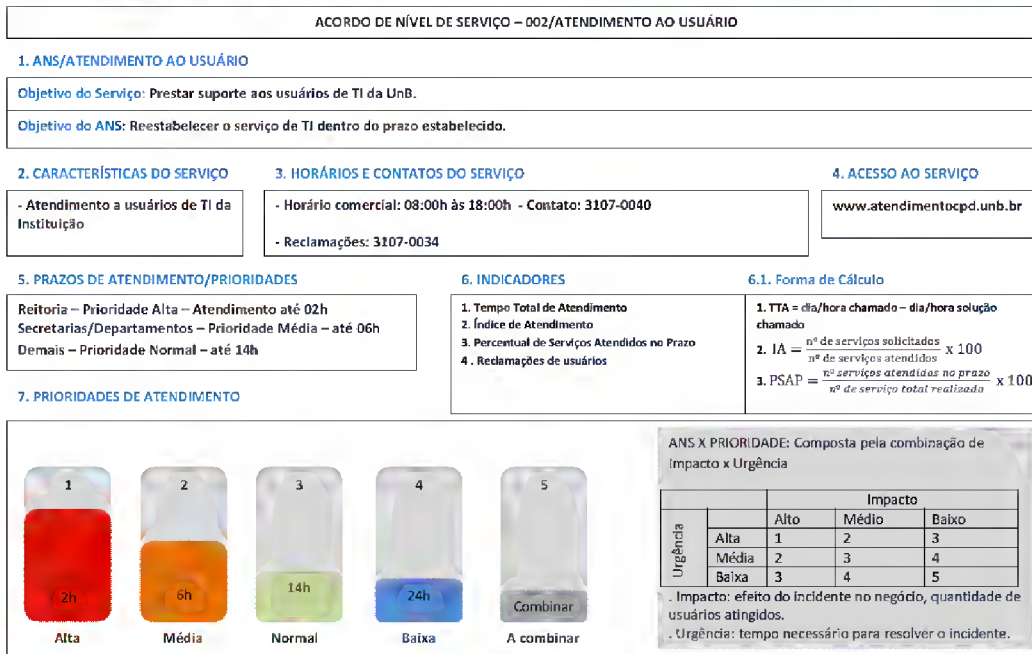 ACORDO DE NÍVEL DE SERVIÇO – 002/ATENDIMENTO AO USUÁRIO
1. ANS/ATENDIMENTO AO USUÁRIO
Objetivo do Serviço: Prestar suporte aos usuários de TI da UnB.
Objetivo do ANS: Reestabelecer o serviço de TI dentro do prazo estabelecido.
2. CARACTERÍSTICAS DO SERVIÇO
- Atendimento a usuários de TI da
Instituição
3. HORÁRIOS E CONTATOS DO SERVIÇO
- Horário comercial: 08:00h às 18:00h - Contato: 3107-0040
- Reclamações: 3107-0034
4. ACESSO AO SERVIÇO
www.atendimentocpd.unb.br
5. PRAZOS DE ATENDIMENTO/PRIORIDADES
Reitoria – Prioridade Alta – Atendimento até 02h
Secretarias/Departamentos – Prioridade Média – até 06h
Demais – Prioridade Normal – até 14h
6. INDICADORES
1. Tempo Total de Atendimento
2. Índice de Atendimento
3. Percentual de Serviços Atendidos no Prazo
4 . Reclamações de usuários
6.1. Forma de Cálculo
1. TTA = dia/hora chamado – dia/hora solução
chamado
2. IA = nº de serviços solicitados / nº de serviços atendidos x 100
3. PSAP = nº serviços atendidos no prazo / nº de serviço total realizado x 100
7. PRIORIDADES DE ATENDIMENTO
1 2 3 4 5
2h 6h 14h 24h Combinar
Alta Média Normal Baixa A combinar
ANS X PRIORIDADE: Composta pela combinação de
Impacto x Urgência
Impacto
Alto Médio Baixo
Urgência
Alta 1 2 3
Média 2 3 4
Baixa 3 4 5
. Impacto: efeito do incidente no negócio, quantidade de
usuários atingidos.
. Urgência: tempo necessário para resolver o incidente.